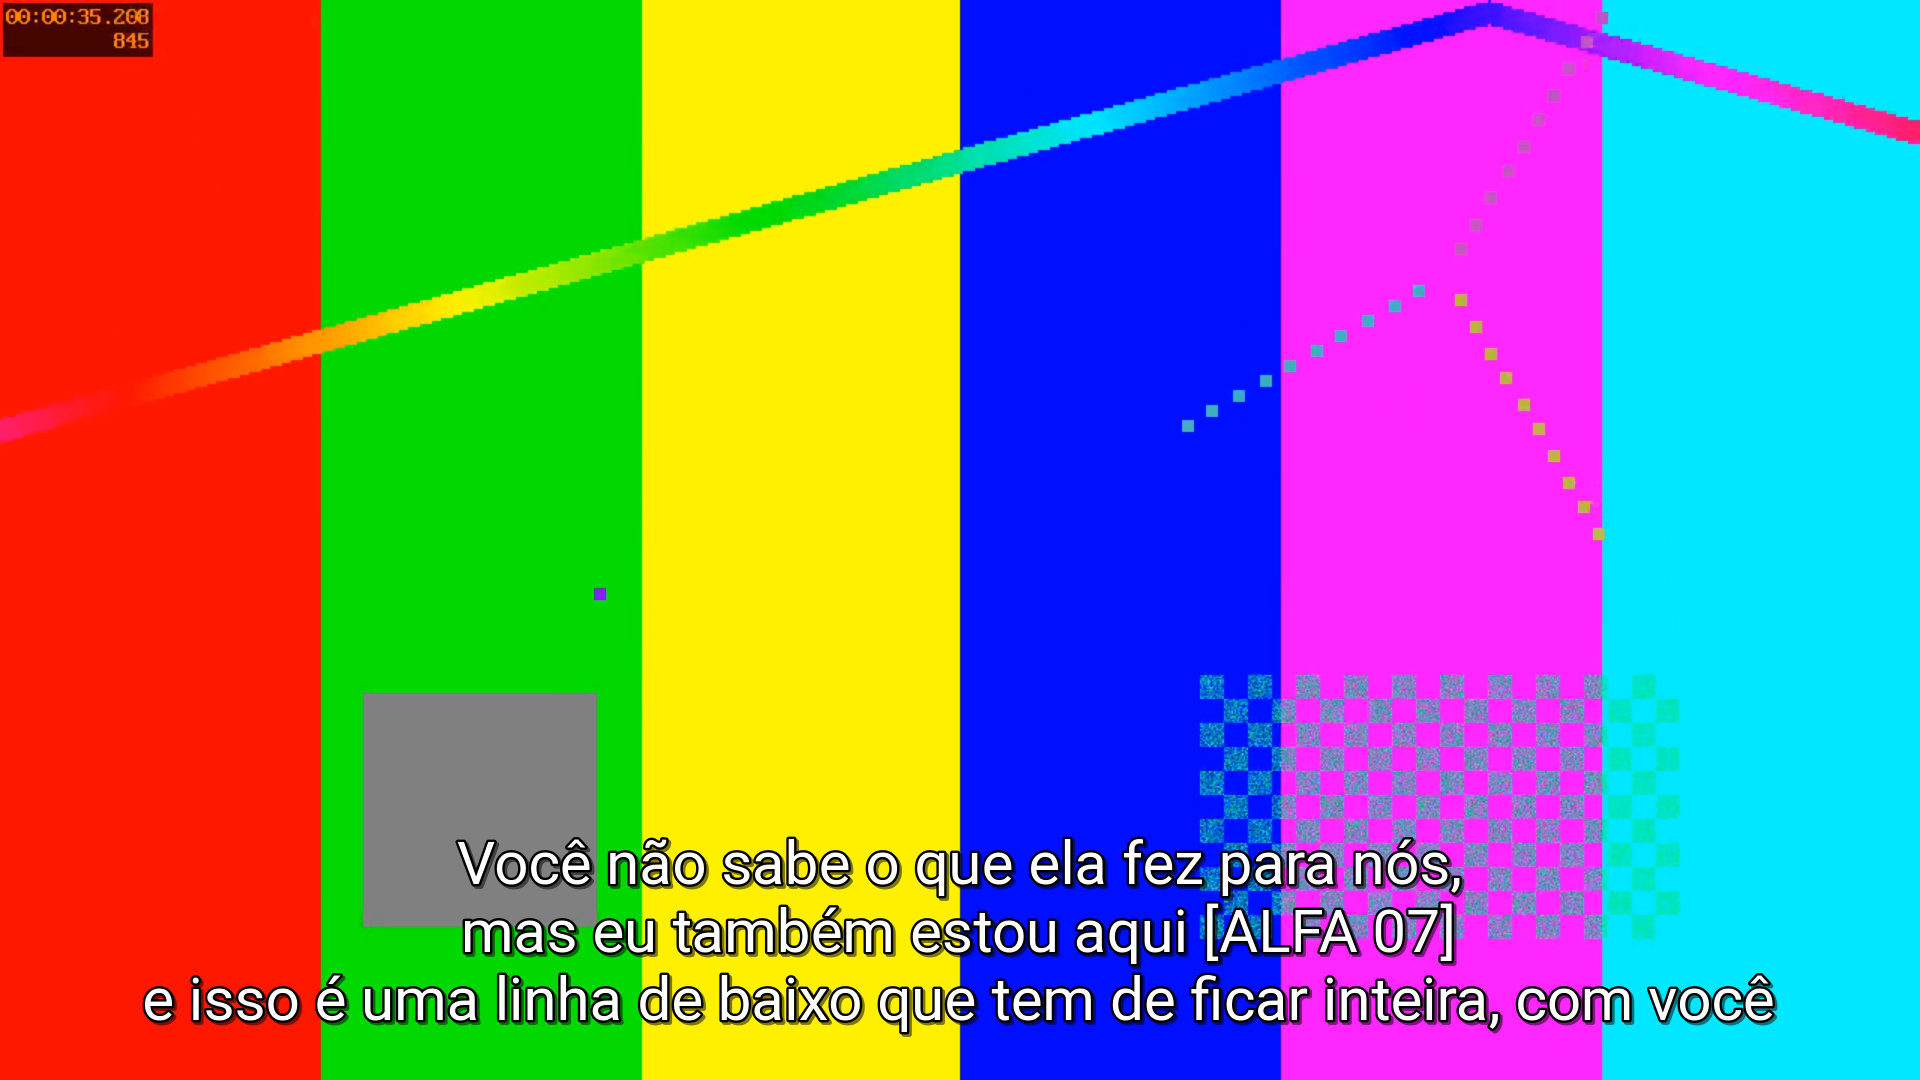 00:00:35.208
845
Você não sabe o que ela fez para nós,
mas eu também estou aqui [ALFA 07]
e isso é uma linha de baixo que tem de ficar inteira, com você